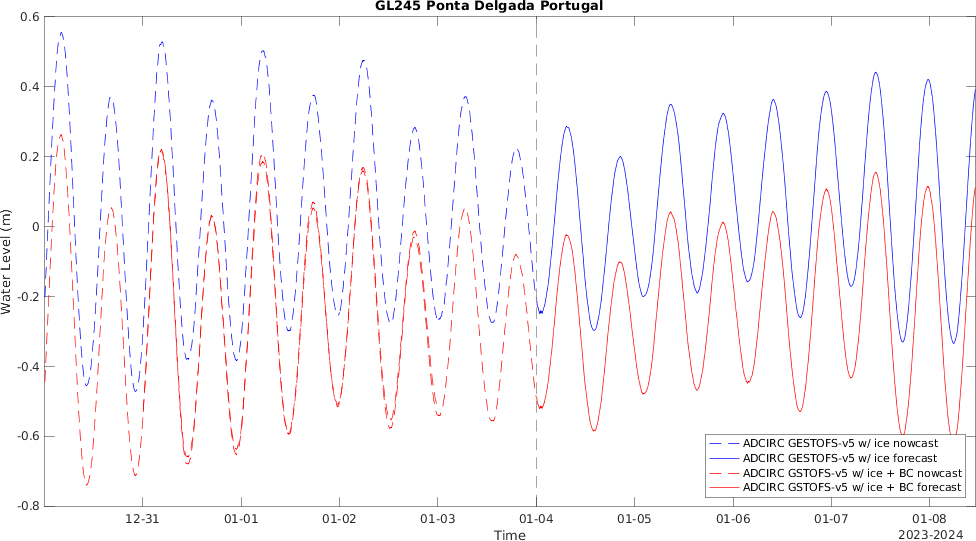 GL245 Ponta Delgada Portugal
0.6
0.4
0.2
0
-0.2
-0.4
-0.6
-0.8
Water Level (m)
12-31
01-01
01-02
01-03
01-04
01-05
01-06
01-07
01-08
Time
2023-2024
ADCIRC GESTOFS-v5 w/ ice nowcast
ADCIRC GESTOFS-v5 w/ ice forecast
ADCIRC GSTOFS-v5 w/ ice + BC nowcast
ADCIRC GSTOFS-v5 w/ ice + BC forecast